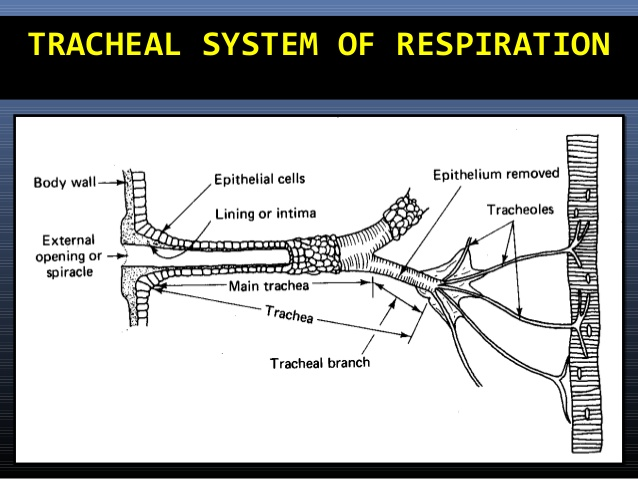 TRACHEAL SYSTEM OF RESPIRATION
Body wall
Epithelial cells
Epithelium removed
Lining or intima
Tracheoles
External
opening or
spiracle
Main trachea
Trachea
Tracheal branch